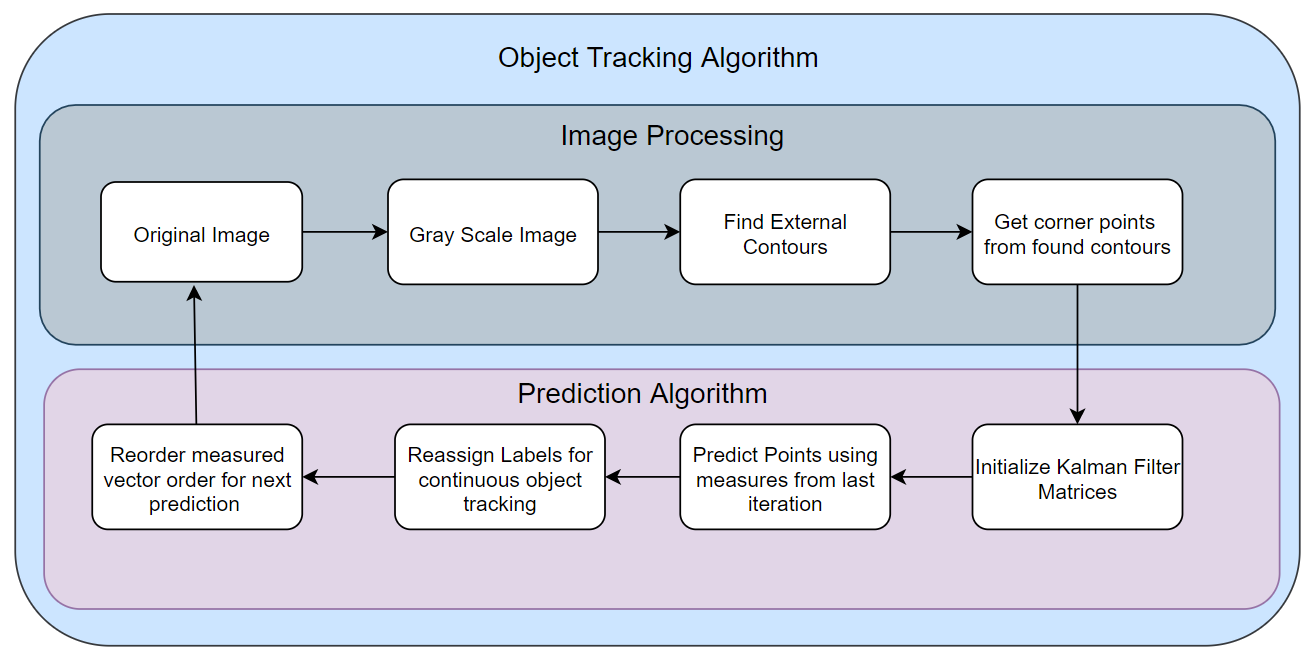 Object Tracking Algorithm
Image Processing
Original Image
Gray Scale Image
Find External
Contours
Get corner points
from found contours
Prediction Algorithm
Reorder measured
vector order for next
prediction
Reassign Labels for
continuous object
tracking
Predict Points using
measures from last
iteration
Initialize Kalman Filter
Matrices